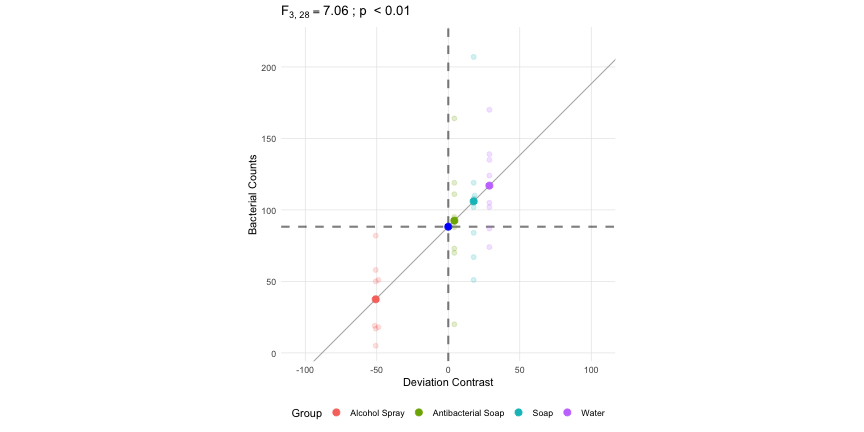 F3, 28 = 7.06 ; p < 0.01
Bacterial Counts
200
150
100
50
0
-100 -50 0 50 100
Deviation Contrast
Group Alcohol Spray Antibacterial Soap Soap Water